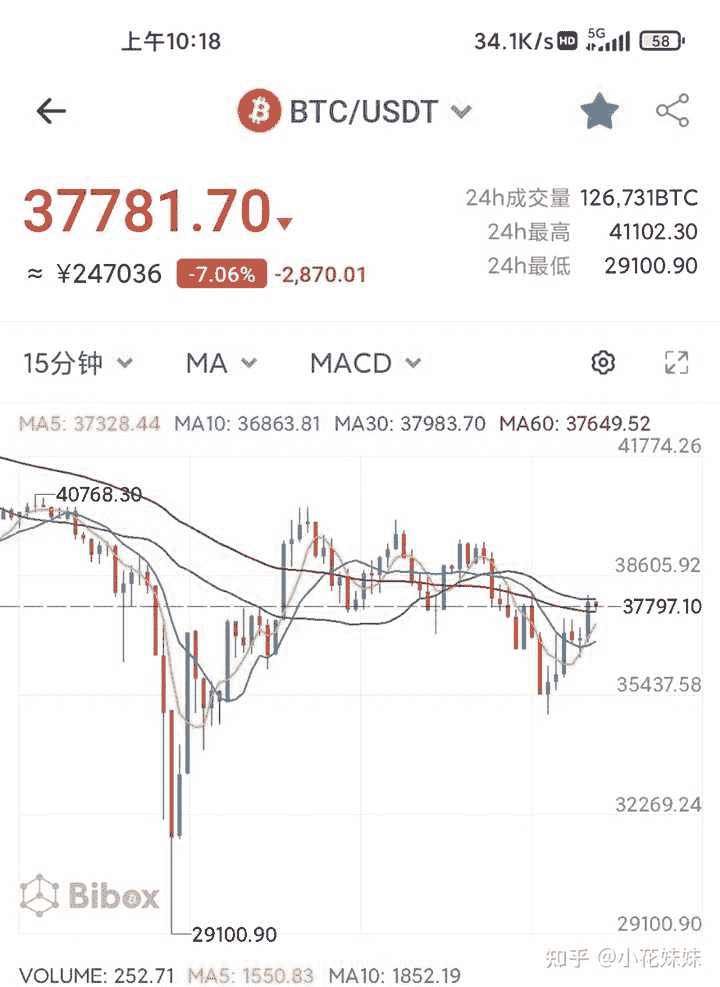 上午10:18 34.1K/s HD 5G 58
BTC/USDT
37781.70
24h成交量 126,731BTC
24h最高 41102.30
≈ ¥247036 -7.06% -2,870.01
24h最低 29100.90
15分钟 MA MACD
MA5: 37328.44 MA10: 36863.81 MA30: 37983.70 MA60: 37649.52
41774.26
40768.30
38605.92
37797.10
35437.58
32269.24
Bibox
29100.90
29100.90
知乎 @小花妹妹
VOLUME: 252.71 MA5: 1550.83 MA10: 1852.19